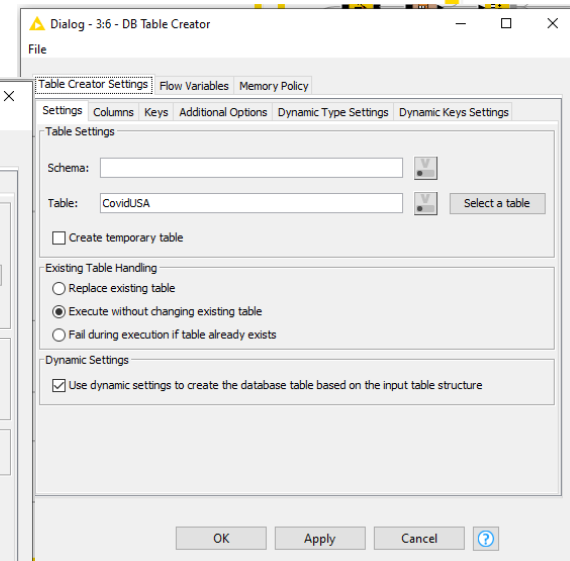 Dialog - 3:6 - DB Table Creator
File
Table Creator Settings Flow Variables Memory Policy
Settings Columns Keys Additional Options Dynamic Type Settings Dynamic Keys Settings
Table Settings
Schema:
V
Table: CovidUSA
V
Select a table
Create temporary table
Existing Table Handling
Replace existing table
Execute without changing existing table
Fail during execution if table already exists
Dynamic Settings
Use dynamic settings to create the database table based on the input table structure
OK Apply Cancel ?